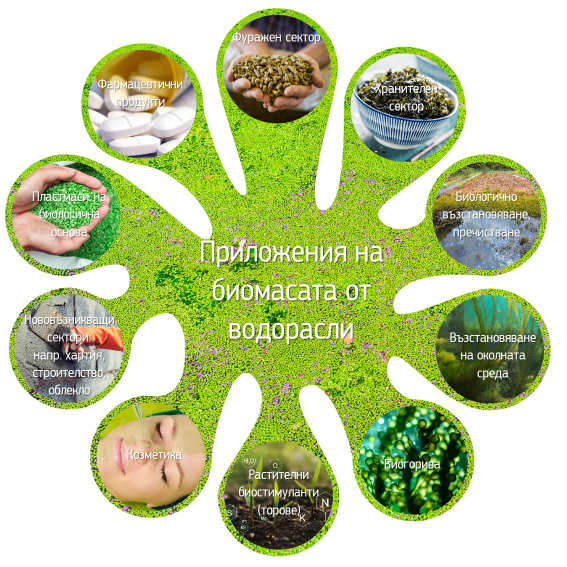 Фуражен сектор
Хранителен
сектор
Биологично
възстановяване,
пречистване
Възстановяване
на околната
среда
Биогорива
Растителни
биостимуланти
(торове)
H₂O
O
S
K
N
Козметика
Нововъзникващи
сектори
напр. хартия,
строителство,
облекло
Пластмаси на
биологична
основа
Фармацевтични
продукти
Приложения на
биомасата от
водорасли